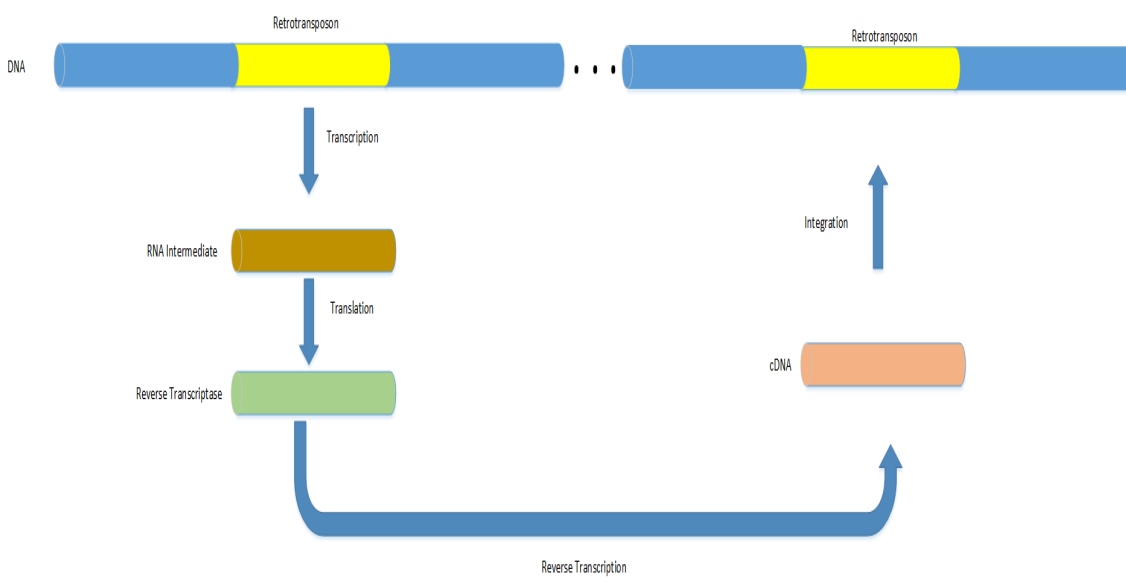 Retrotransposon
Retrotransposon
DNA
Transcription
Integration
RNA Intermediate
Translation
cDNA
Reverse Transcriptase
Reverse Transcription